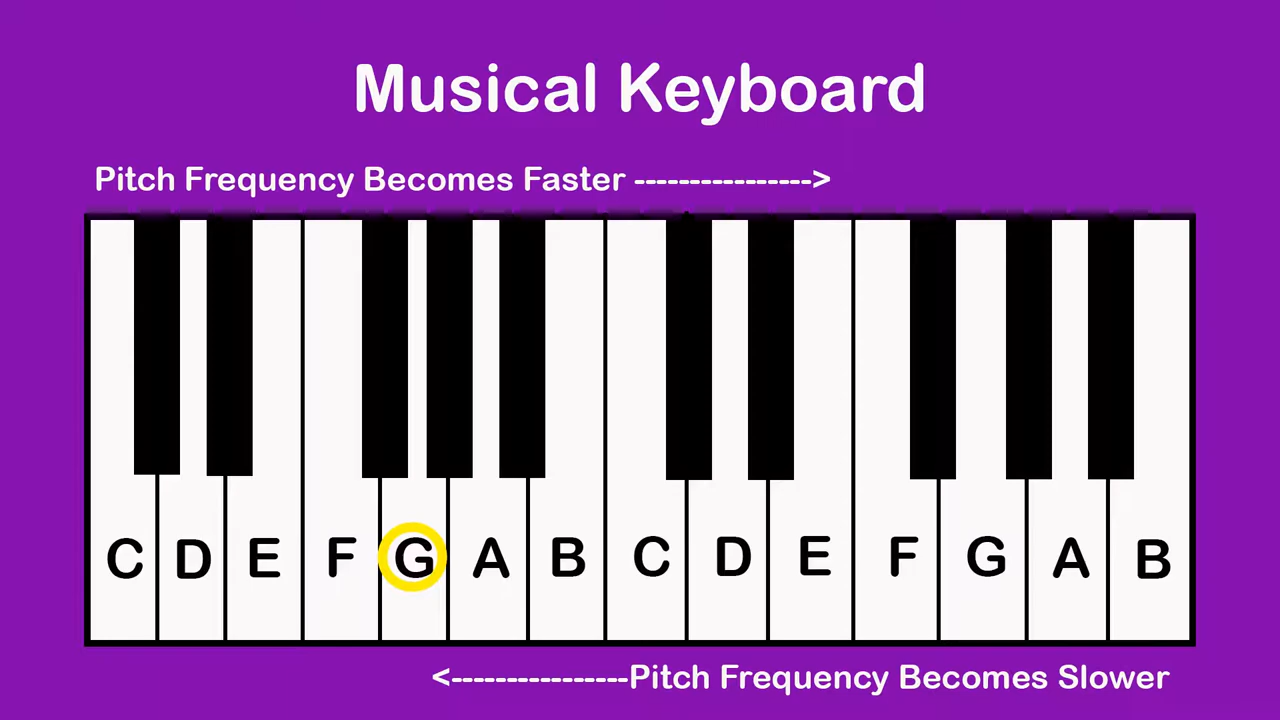 Musical Keyboard
Pitch Frequency Becomes Faster ---------------->
C D E F G A B C D E F G A B
<----------------Pitch Frequency Becomes Slower